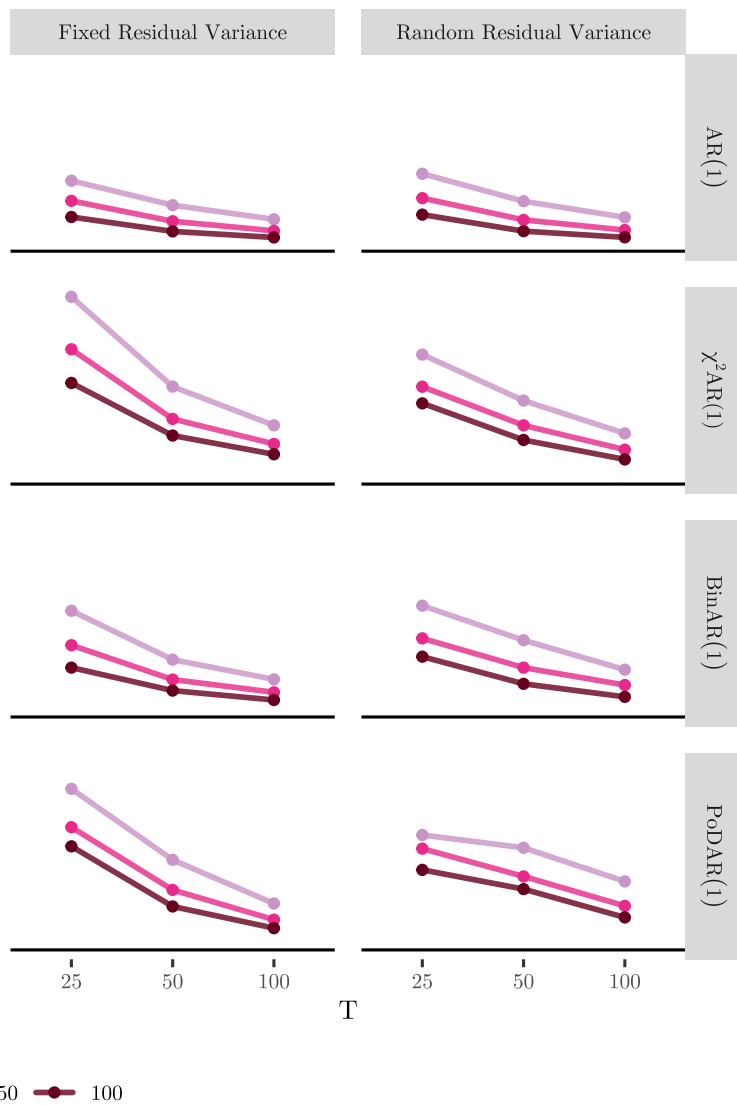 Fixed Residual Variance
Random Residual Variance
AR(1)
χ²AR(1)
BinAR(1)
PoDAR(1)
25 50 100 25 50 100
T
50 100